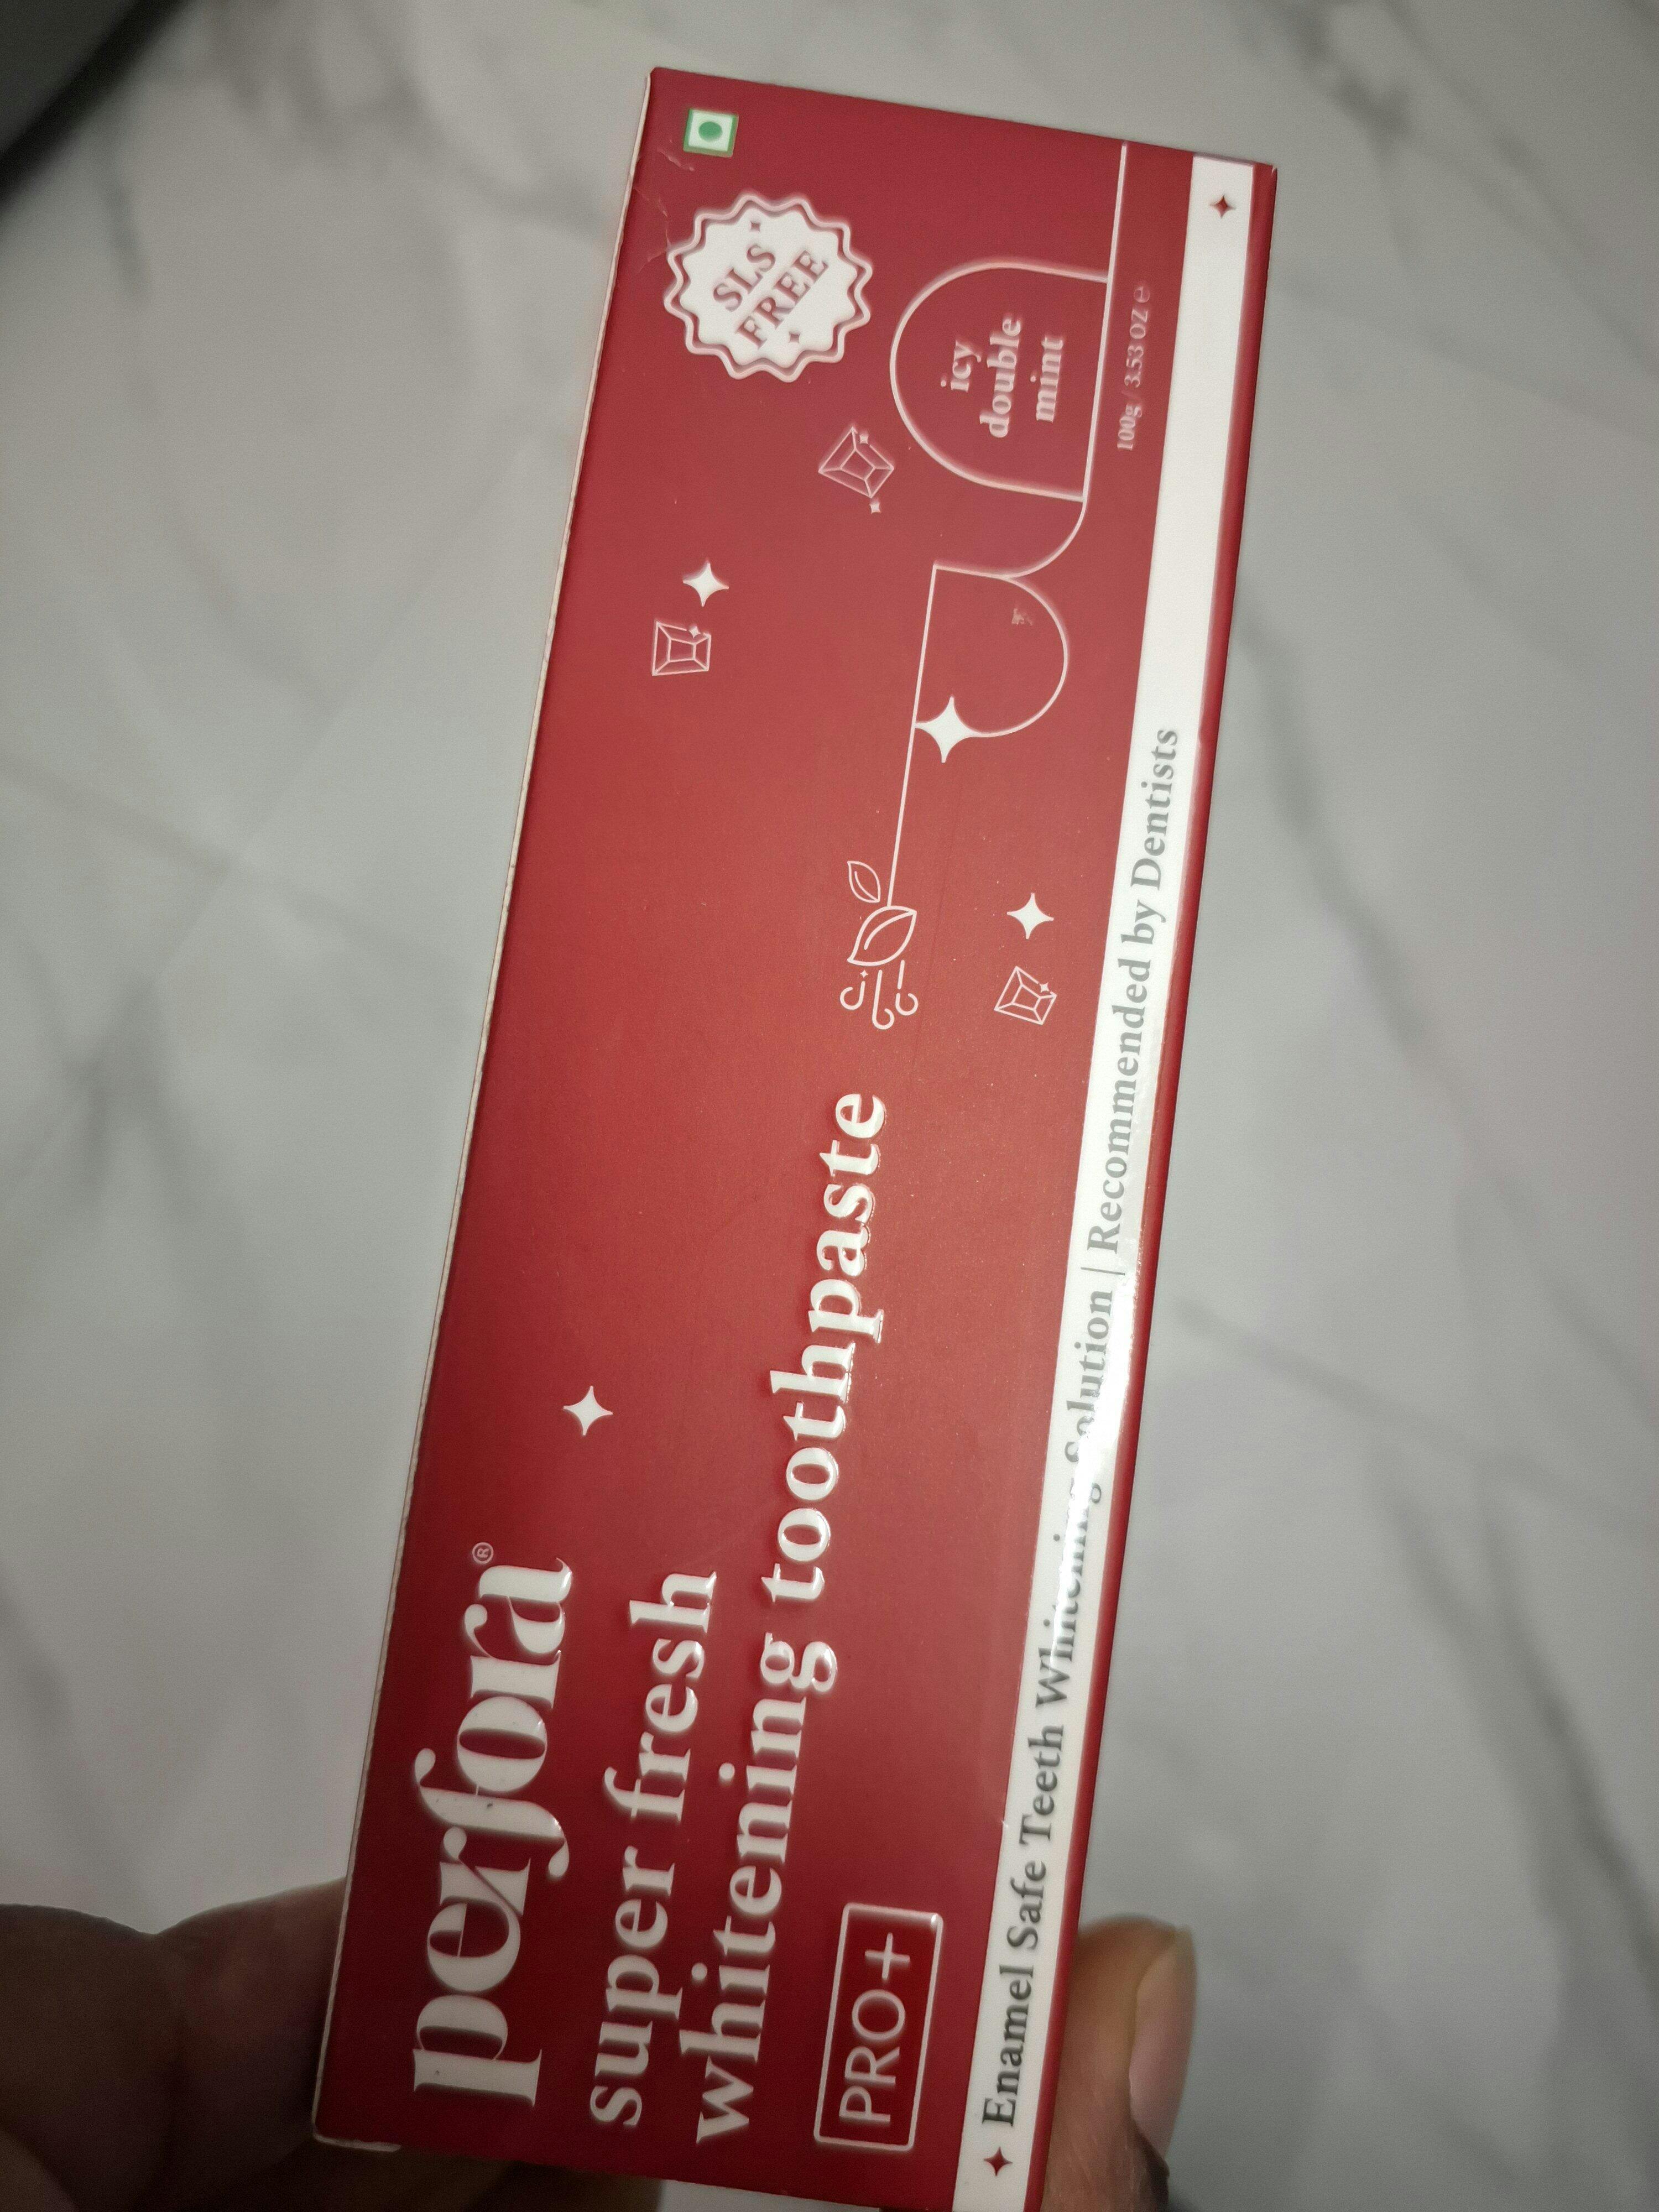 perfora®
super fresh
whitening toothpaste
PRO+
SLS
FREE
icy
double
mint
100g / 3.53 OZ ℮
Enamel Safe Teeth Whitening Solution | Recommended by Dentists